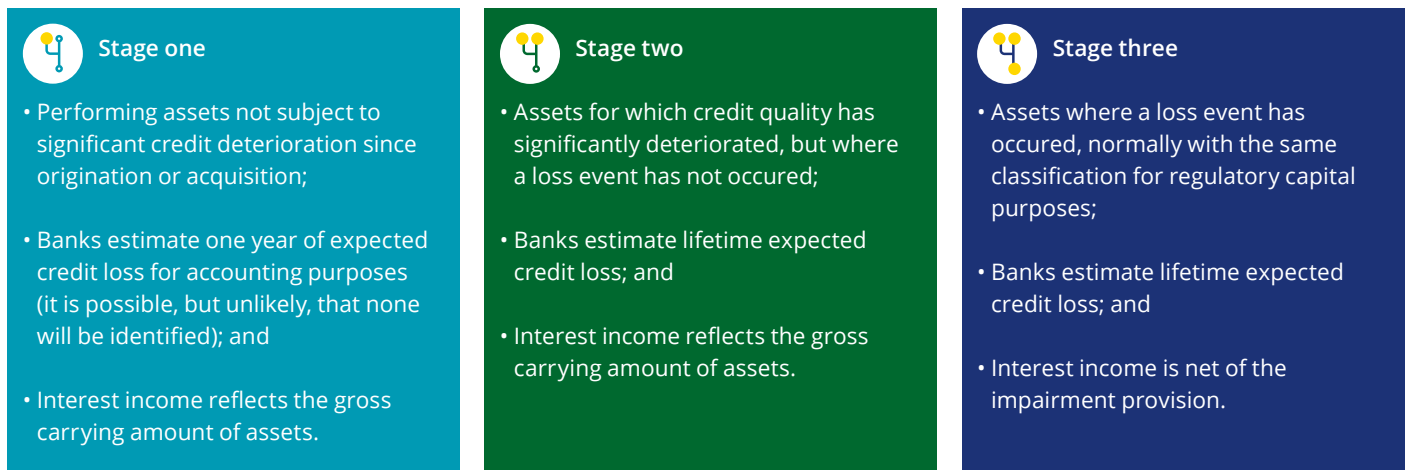 Stage one
• Performing assets not subject to
significant credit deterioration since
origination or acquisition;
• Banks estimate one year of expected
credit loss for accounting purposes
(it is possible, but unlikely, that none
will be identified); and
• Interest income reflects the gross
carrying amount of assets.
Stage two
• Assets for which credit quality has
significantly deteriorated, but where
a loss event has not occured;
• Banks estimate lifetime expected
credit loss; and
• Interest income reflects the gross
carrying amount of assets.
Stage three
• Assets where a loss event has
occured, normally with the same
classification for regulatory capital
purposes;
• Banks estimate lifetime expected
credit loss; and
• Interest income is net of the
impairment provision.